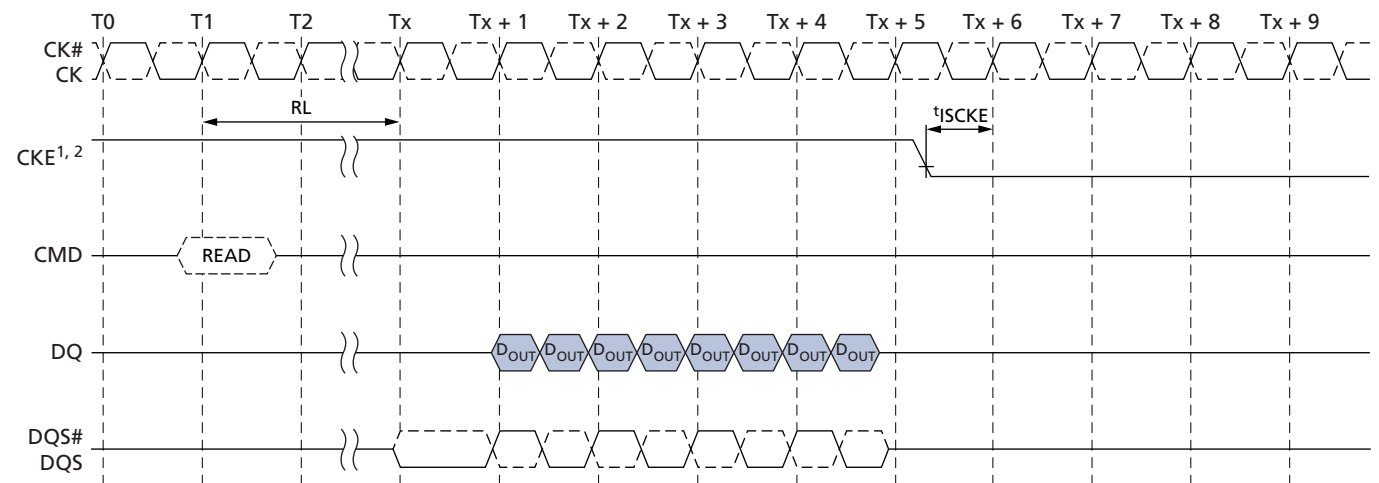 T0 T1 T2 Tx Tx + 1 Tx + 2 Tx + 3 Tx + 4 Tx + 5 Tx + 6 Tx + 7 Tx + 8 Tx + 9
CK#
CK
RL
tISCKE
CKE1, 2
CMD
READ
DQ
DOUT DOUT DOUT DOUT DOUT DOUT DOUT DOUT
DQS#
DQS